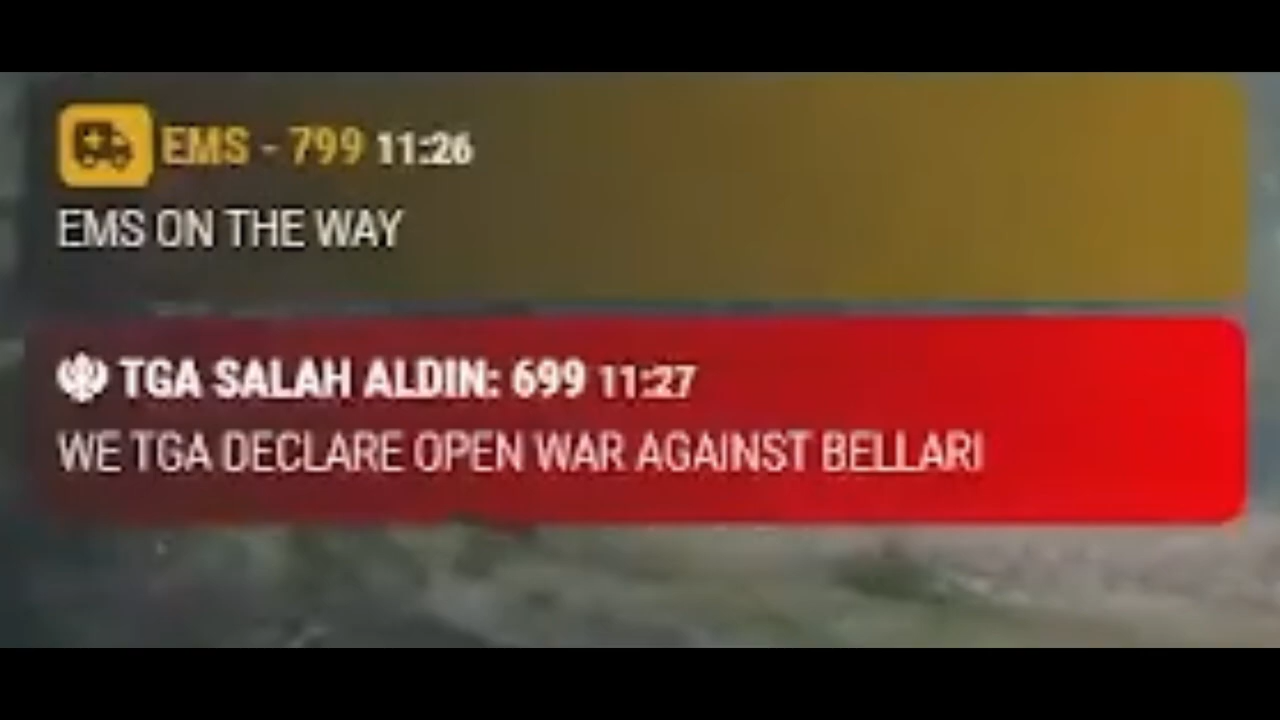 EMS - 799 11:26
EMS ON THE WAY
TGA SALAH ALDIN: 699 11:27
WE TGA DECLARE OPEN WAR AGAINST BELLARI